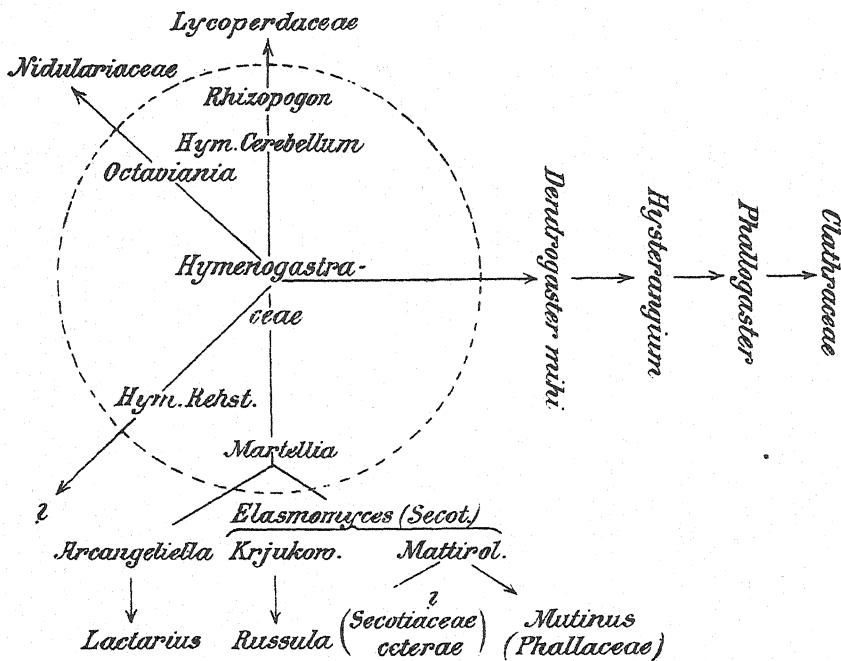 Lycoperdaceae
Nidulariaceae
Rhizopogon
Hym. Cerebellum
Octaviania
Hymenogastra-
ceae
Dendrogaster mihi
Hysterangium
Phallogaster
Clathraceae
Hym. Rehst.
Martellia
?
Elasmomyces (Secot.)
Arcangeliella Krjukow. Mattirol.
?
Lactarius Russula (Secotiaceae Mutinus
ceterae) (Phallaceae)